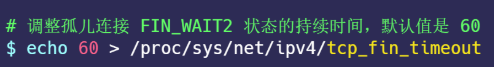 # 调整孤儿连接 FIN_WAIT2 状态的持续时间，默认值是 60
$ echo 60 > /proc/sys/net/ipv4/tcp_fin_timeout